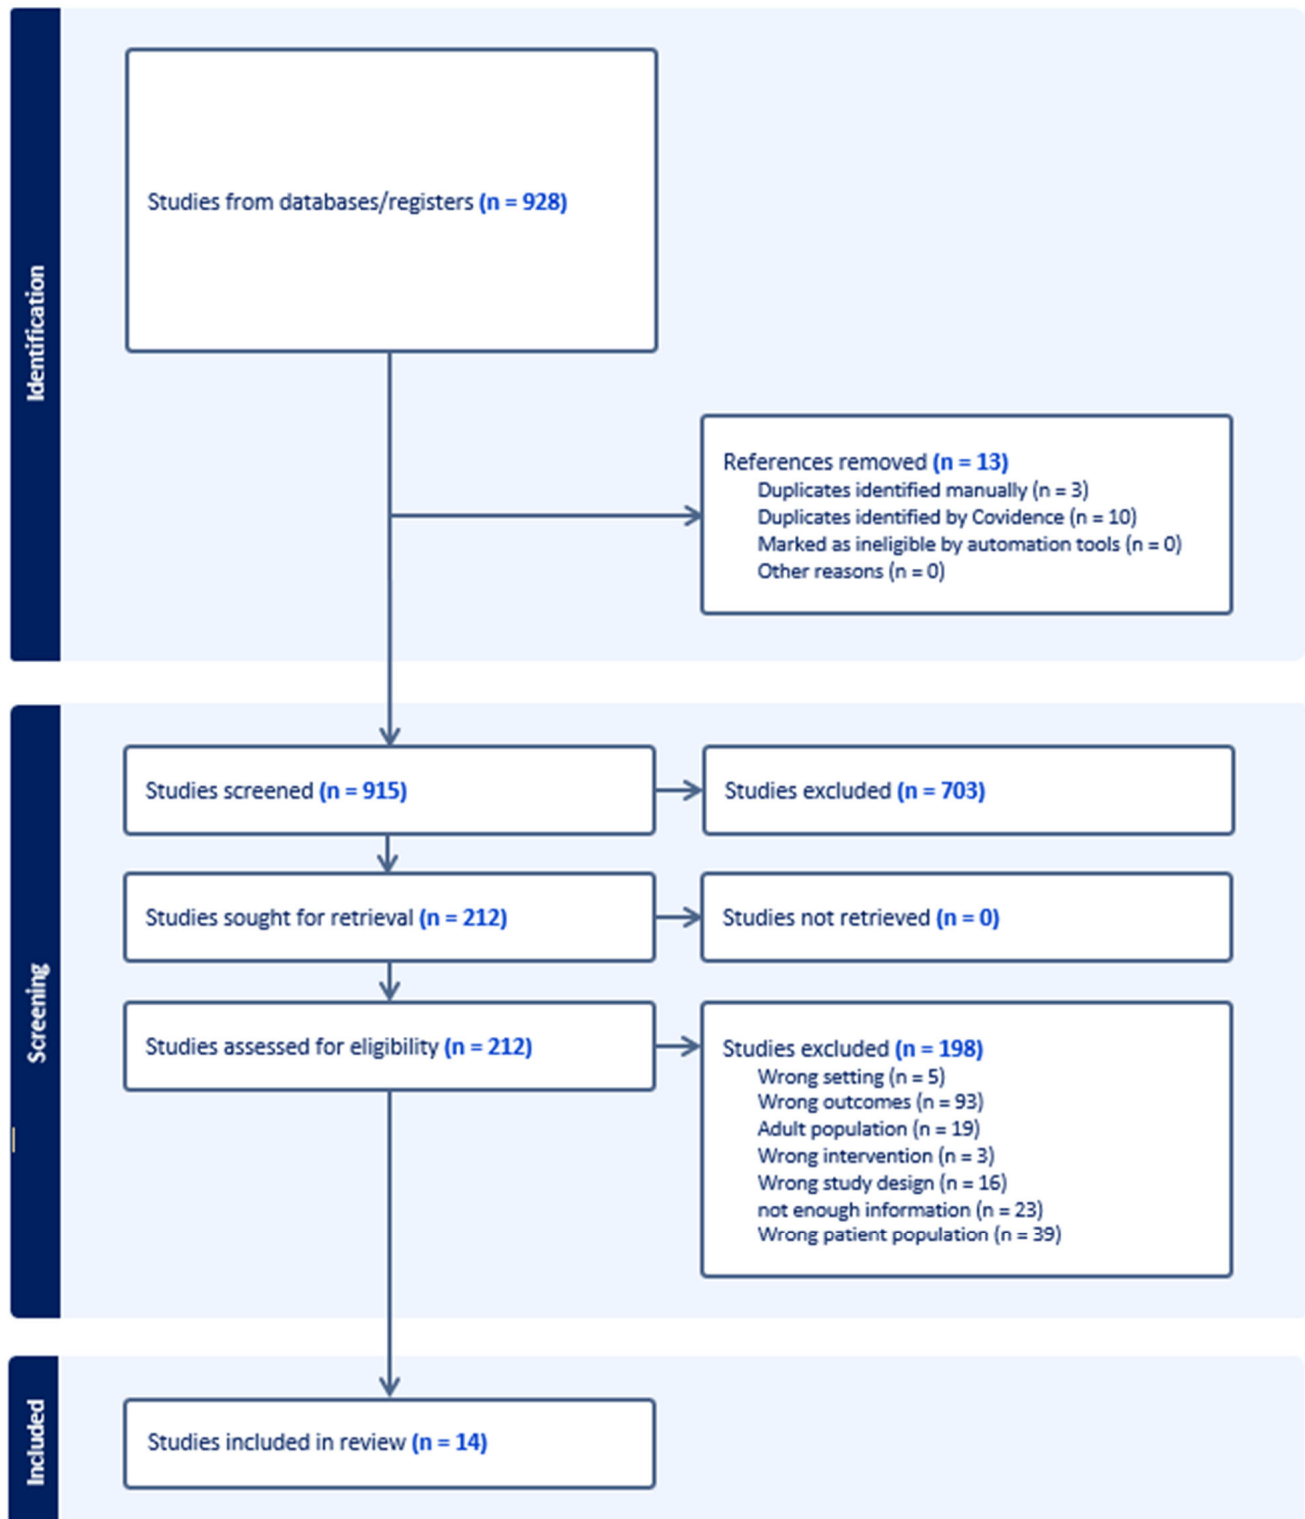 Identification
Studies from databases/registers (n = 928)
References removed (n = 13)
Duplicates identified manually (n = 3)
Duplicates identified by Covidence (n = 10)
Marked as ineligible by automation tools (n = 0)
Other reasons (n = 0)
Screening
Studies screened (n = 915)
Studies excluded (n = 703)
Studies sought for retrieval (n = 212)
Studies not retrieved (n = 0)
Studies assessed for eligibility (n = 212)
Studies excluded (n = 198)
Wrong setting (n = 5)
Wrong outcomes (n = 93)
Adult population (n = 19)
Wrong intervention (n = 3)
Wrong study design (n = 16)
not enough information (n = 23)
Wrong patient population (n = 39)
Included
Studies included in review (n = 14)